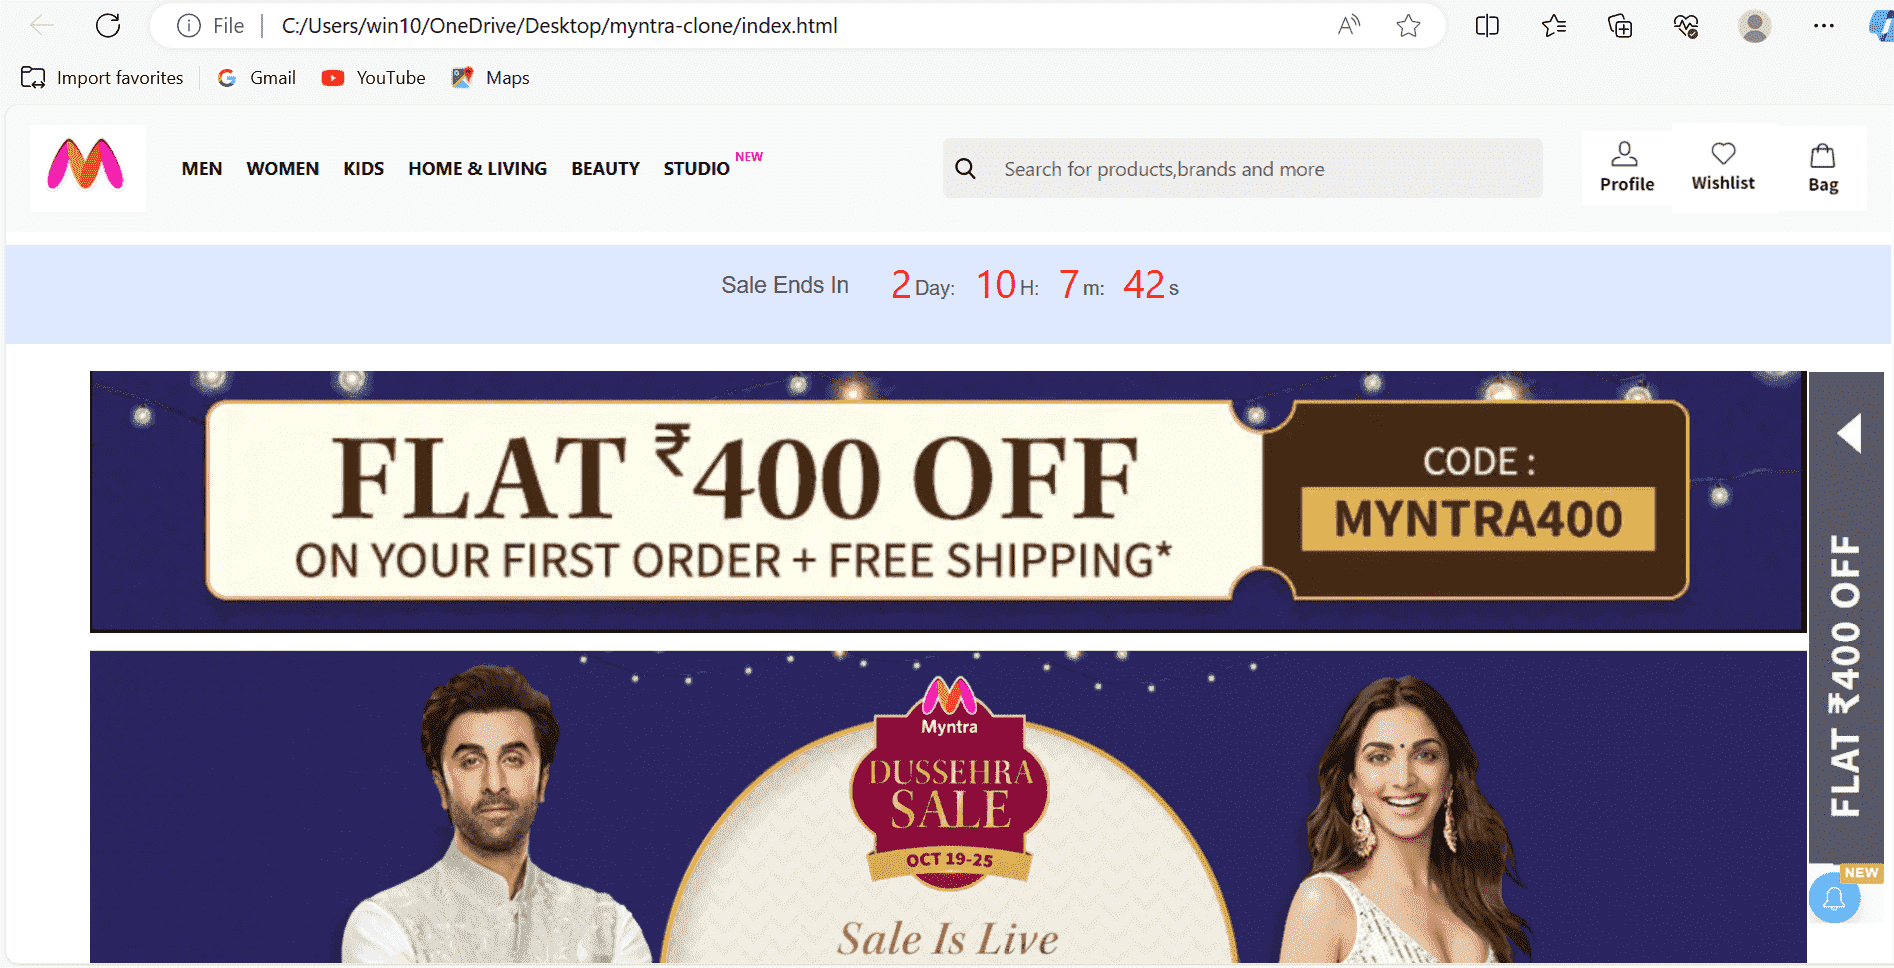 File
C:/Users/win10/OneDrive/Desktop/myntra-clone/index.html
Import favorites Gmail YouTube Maps
MEN WOMEN KIDS HOME & LIVING BEAUTY STUDIO NEW
Search for products,brands and more
Profile Wishlist Bag
Sale Ends In 2 Day: 10 H: 7 m: 42 s
FLAT ₹400 OFF
ON YOUR FIRST ORDER + FREE SHIPPING*
CODE :
MYNTRA400
FLAT ₹400 OFF
Myntra
DUSSEHRA
SALE
OCT 19-25
Sale Is Live
NEW